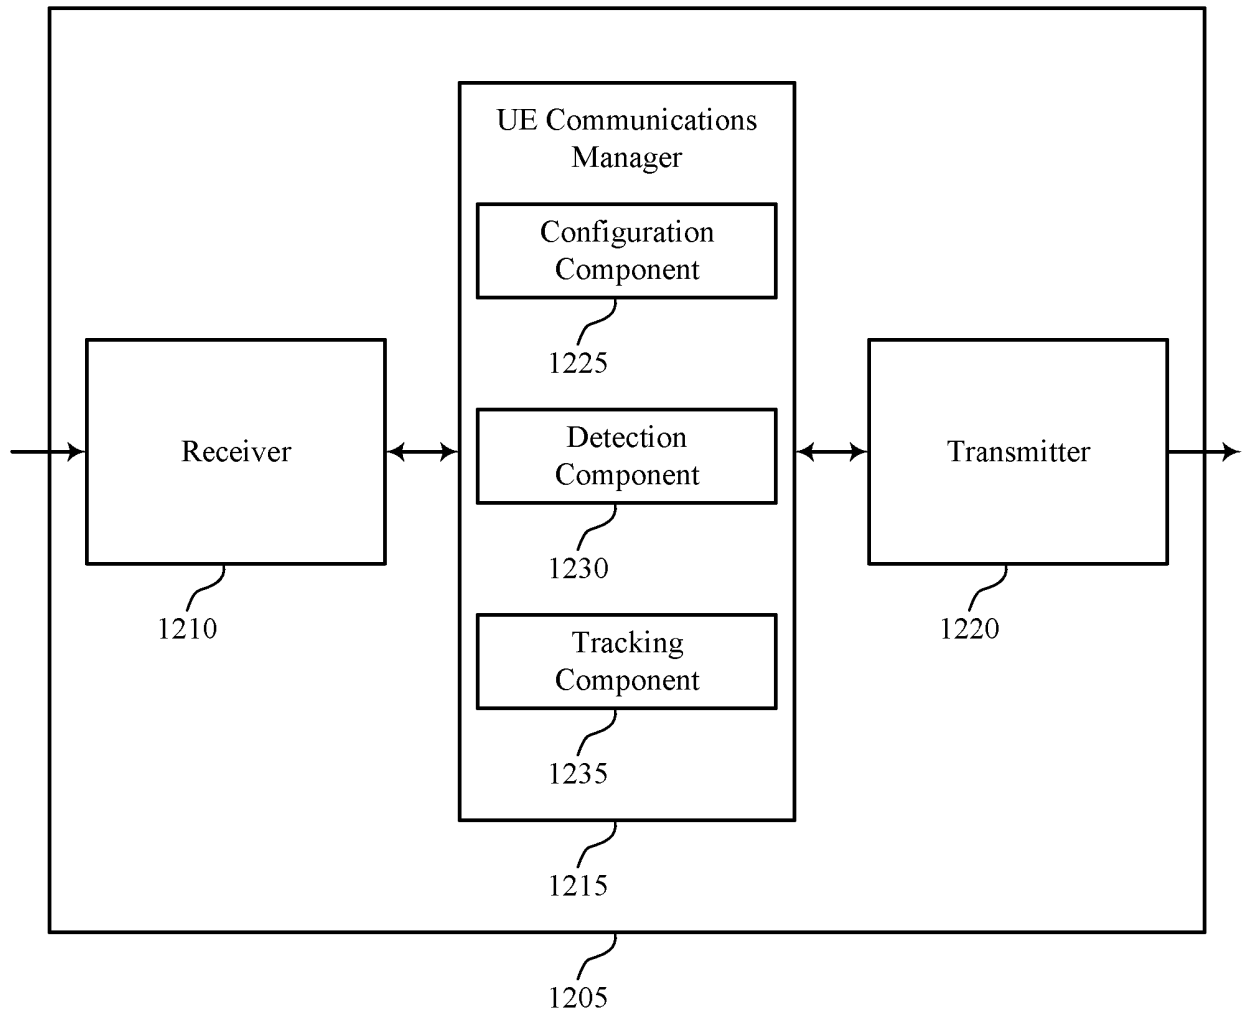 UE Communications
Manager
Configuration
Component
1225
Receiver
1210
Detection
Component
1230
Transmitter
1220
Tracking
Component
1235
1215
1205